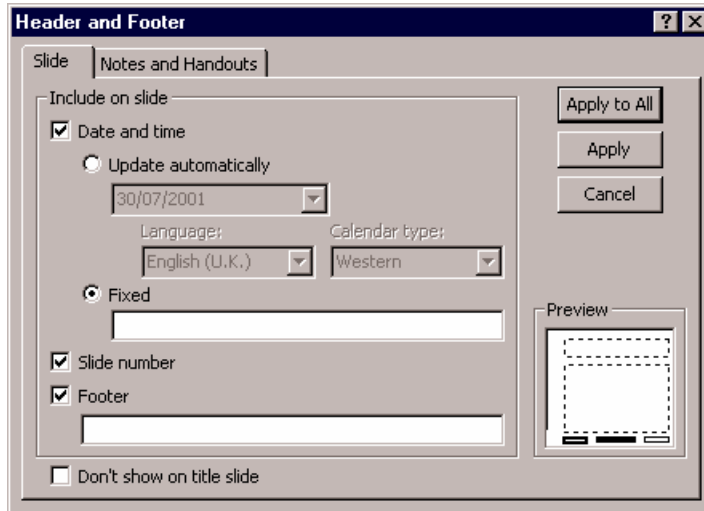 Header and Footer
Slide
Notes and Handouts
Include on slide
Date and time
Update automatically
30/07/2001
Language:
Calendar type:
English (U.K.)
Western
Fixed
Slide number
Footer
Don't show on title slide
Apply to All
Apply
Cancel
Preview